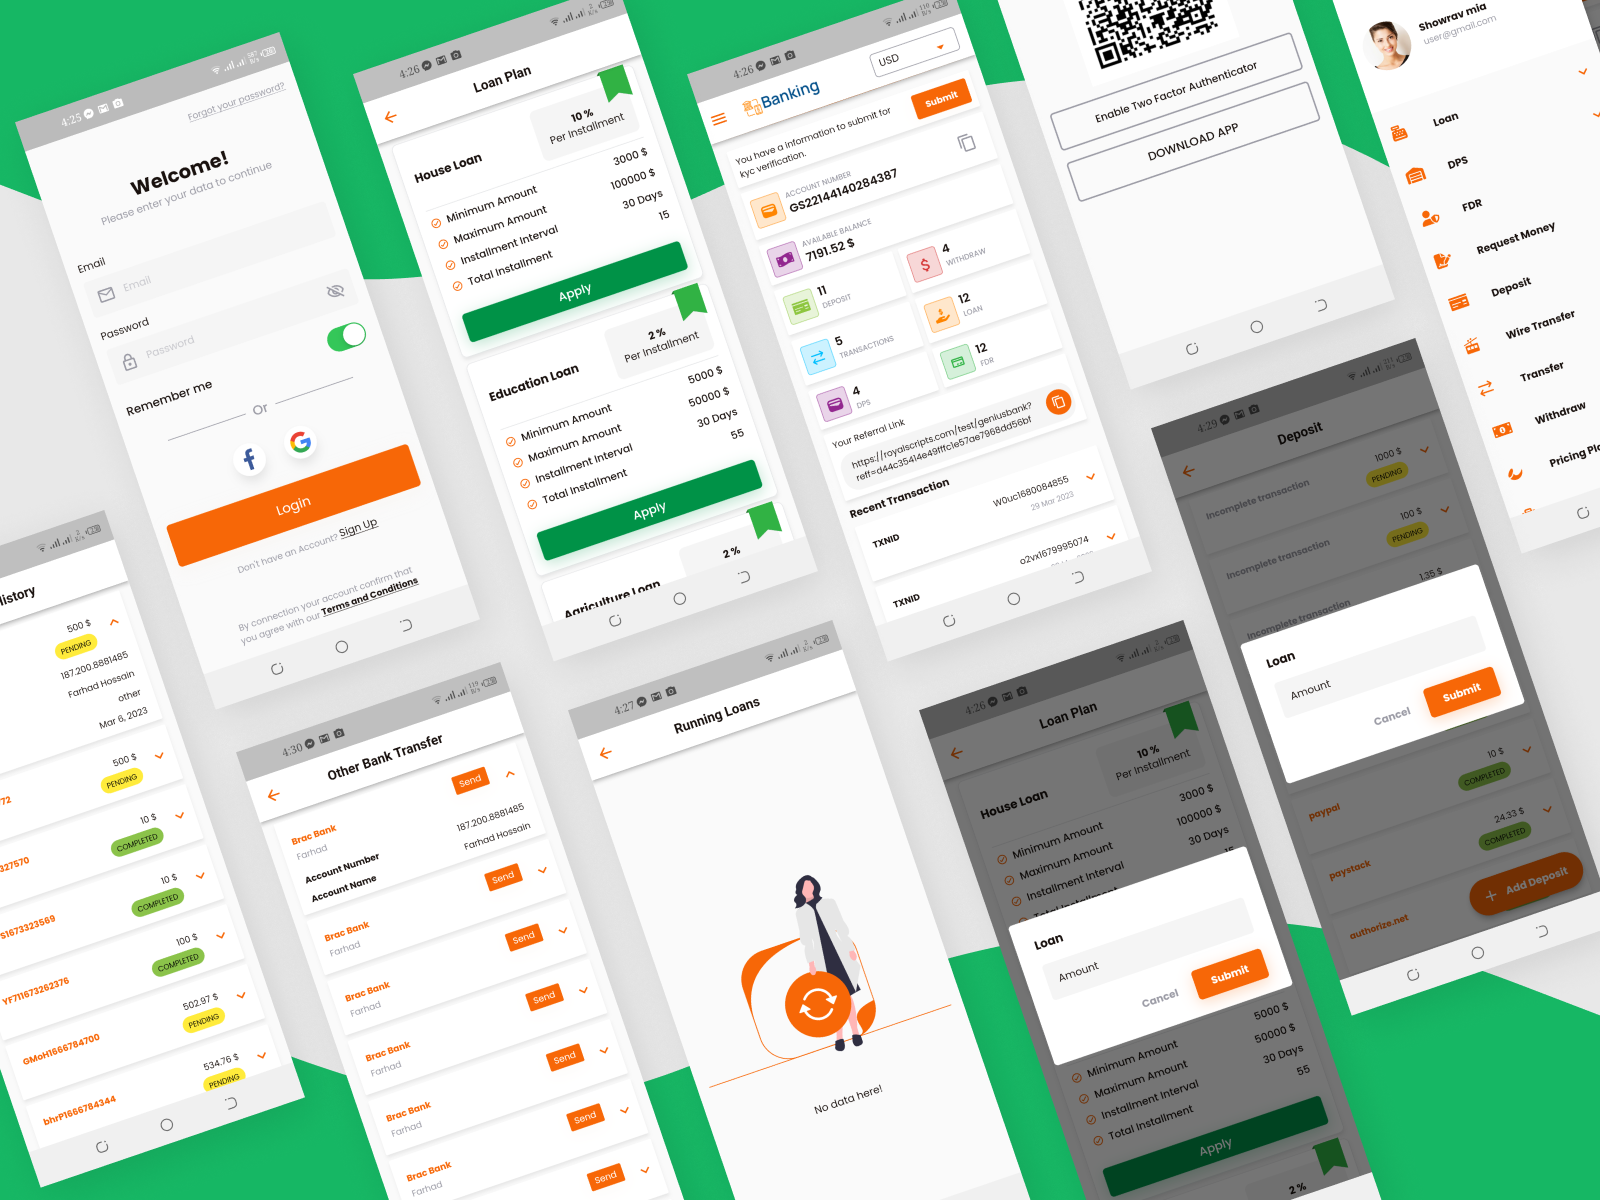 4:25
Forgot your password?
Welcome!
Please enter your data to continue
Email
Email
Password
Password
Remember me
Or
Login
Don't have an Account? Sign Up
By connection your account confirm that
you agree with our Terms and Conditions
4:26
Loan Plan
10 %
Per Installment
House Loan
Minimum Amount
3000 $
Maximum Amount
100000 $
Installment Interval
30 Days
Total Installment
15
Apply
2 %
Per Installment
Education Loan
Minimum Amount
5000 $
Maximum Amount
50000 $
Installment Interval
30 Days
Total Installment
55
Apply
2 %
Agriculture Loan
4:26
Banking
USD
You have a information to submit for
kyc verification.
Submit
ACCOUNT NUMBER
GS22144140284387
AVAILABLE BALANCE
7191.52 $
11
DEPOSIT
4
WITHDRAW
5
TRANSACTIONS
12
LOAN
4
DPS
12
FDR
Your Referral Link
https://royalscripts.com/test/geniusbank?
reff=d44c35414e49fffc1e57ae7968dd56bf
Recent Transaction
TXNID
W0uc1680084855
29 Mar 2023
TXNID
o2vx1679995074
Enable Two Factor Authenticator
DOWNLOAD APP
Showrav mia
user@gmail.com
Loan
DPS
FDR
Request Money
Deposit
Wire Transfer
Transfer
Withdraw
Pricing Pla
History
500 $
PENDING
187.200.8881485
Farhad Hossain
other
Mar 6, 2023
500 $
PENDING
772
10 $
COMPLETED
327570
10 $
COMPLETED
S1673323569
100 $
COMPLETED
YF711673262376
502.97 $
PENDING
GMoH1666784700
534.76 $
PENDING
bhrP1666784344
4:30
Other Bank Transfer
Brac Bank
Farhad
Send
Account Number
187.200.8881485
Account Name
Farhad Hossain
Brac Bank
Farhad
Send
Brac Bank
Farhad
Send
Brac Bank
Farhad
Send
Brac Bank
Farhad
Send
Brac Bank
Farhad
Send
Send
4:27
Running Loans
No data here!
4:26
Loan Plan
10 %
Per Installment
House Loan
Minimum Amount
3000 $
Maximum Amount
100000 $
Installment Interval
30 Days
Total Installment
15
Loan
Amount
Cancel
Submit
5000 $
Minimum Amount
50000 $
Maximum Amount
30 Days
Installment Interval
55
Total Installment
Apply
2 %
4:29
Deposit
1000 $
PENDING
Incomplete transaction
100 $
PENDING
Incomplete transaction
1.35 $
Incomplete transaction
Loan
Amount
Cancel
Submit
10 $
COMPLETED
paypal
24.33 $
COMPLETED
paystack
Add Deposit
authorize.net